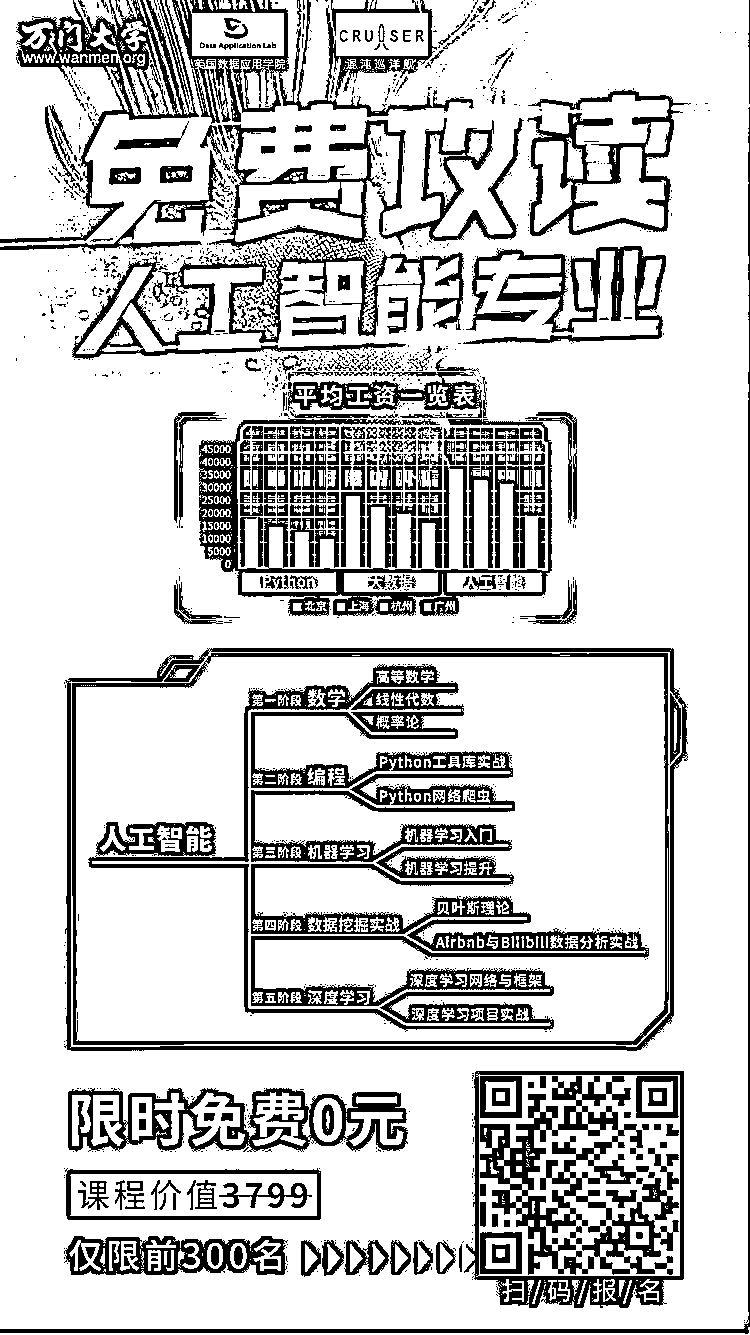 万门大学
www.wanmen.org
Data Application Lab
美国数据应用学院
CRUISER
混沌巡洋舰
免费攻读
人工智能专业
平均工资一览表
45000
40000
35000
30000
25000
20000
15000
10000
5000
0
Python 大数据 人工智能
北京 上海 杭州 广州
人工智能
第一阶段 数学
高等数学
线性代数
概率论
第二阶段 编程
Python工具库实战
Python网络爬虫
第三阶段 机器学习
机器学习入门
机器学习提升
第四阶段 数据挖掘实战
贝叶斯理论
Airbnb与Bilibili数据分析实战
第五阶段 深度学习
深度学习网络与框架
深度学习项目实战
限时免费0元
课程价值3799
仅限前300名
扫/码/报/名